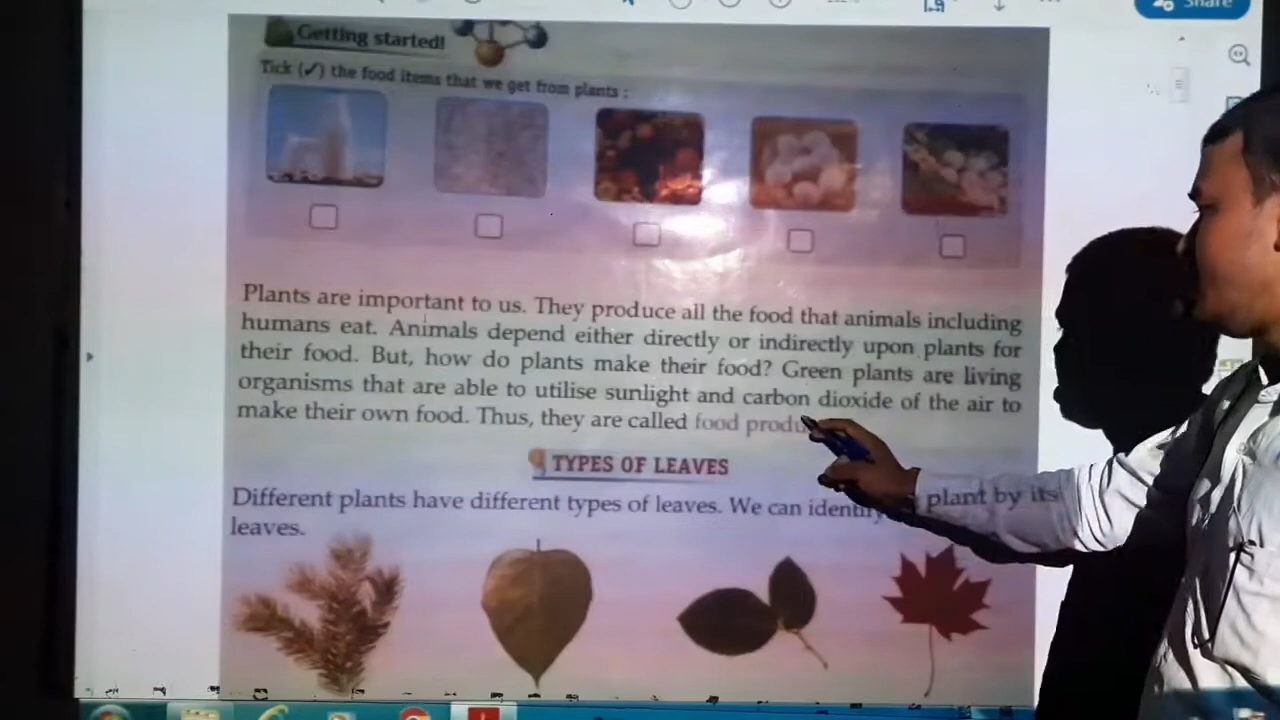 Share
Getting started!
Tick (✓) the food items that we get from plants :
Plants are important to us. They produce all the food that animals including
humans eat. Animals depend either directly or indirectly upon plants for
their food. But, how do plants make their food? Green plants are living
organisms that are able to utilise sunlight and carbon dioxide of the air to
make their own food. Thus, they are called food produ
TYPES OF LEAVES
Different plants have different types of leaves. We can identify plant by its
leaves.